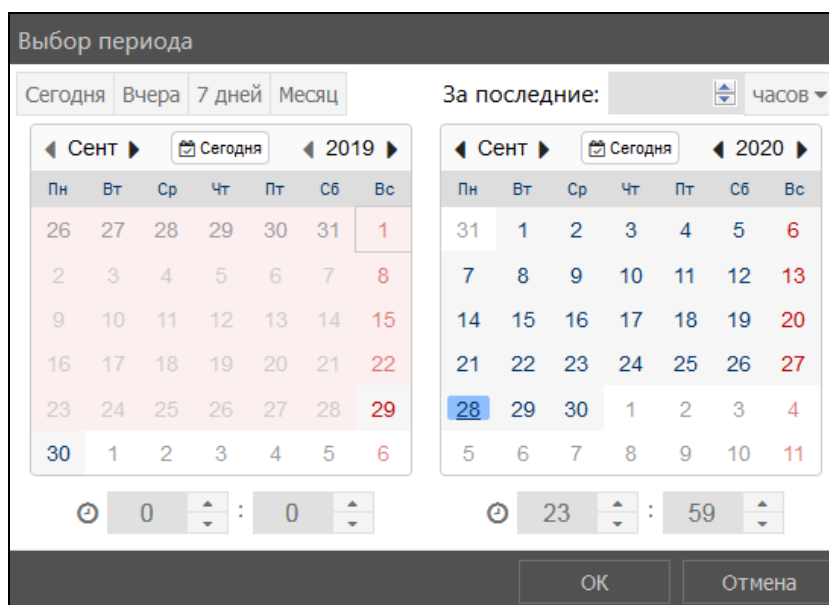 Выбор периода
Сегодня Вчера 7 дней Месяц За последние: часов
Сент Сегодня 2019
Пн Вт Ср Чт Пт Сб Вс
26 27 28 29 30 31 1
2 3 4 5 6 7 8
9 10 11 12 13 14 15
16 17 18 19 20 21 22
23 24 25 26 27 28 29
30 1 2 3 4 5 6
0 : 0
Сент Сегодня 2020
Пн Вт Ср Чт Пт Сб Вс
31 1 2 3 4 5 6
7 8 9 10 11 12 13
14 15 16 17 18 19 20
21 22 23 24 25 26 27
28 29 30 1 2 3 4
5 6 7 8 9 10 11
23 : 59
OK Отмена